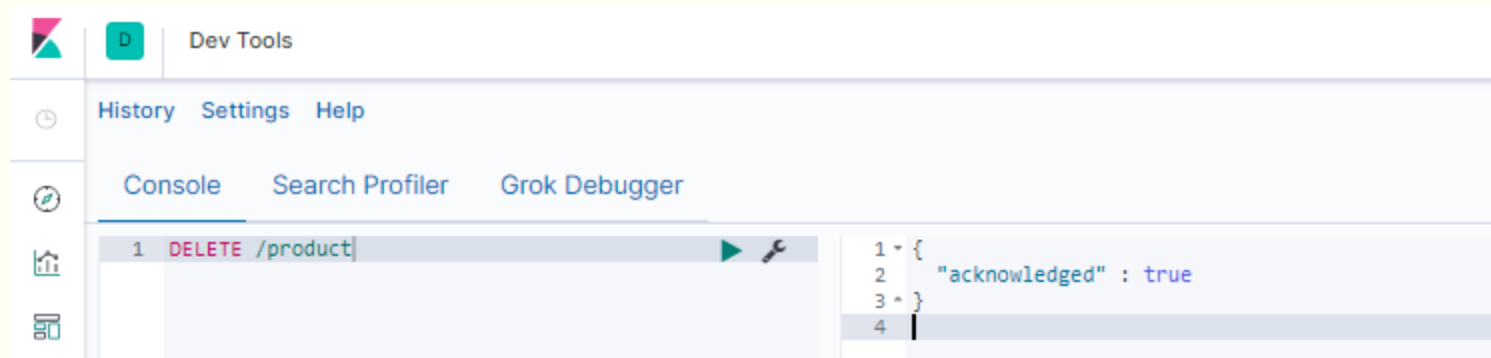 D Dev Tools
History Settings Help
Console Search Profiler Grok Debugger
1 DELETE /product
1 {
2 "acknowledged" : true
3 }
4